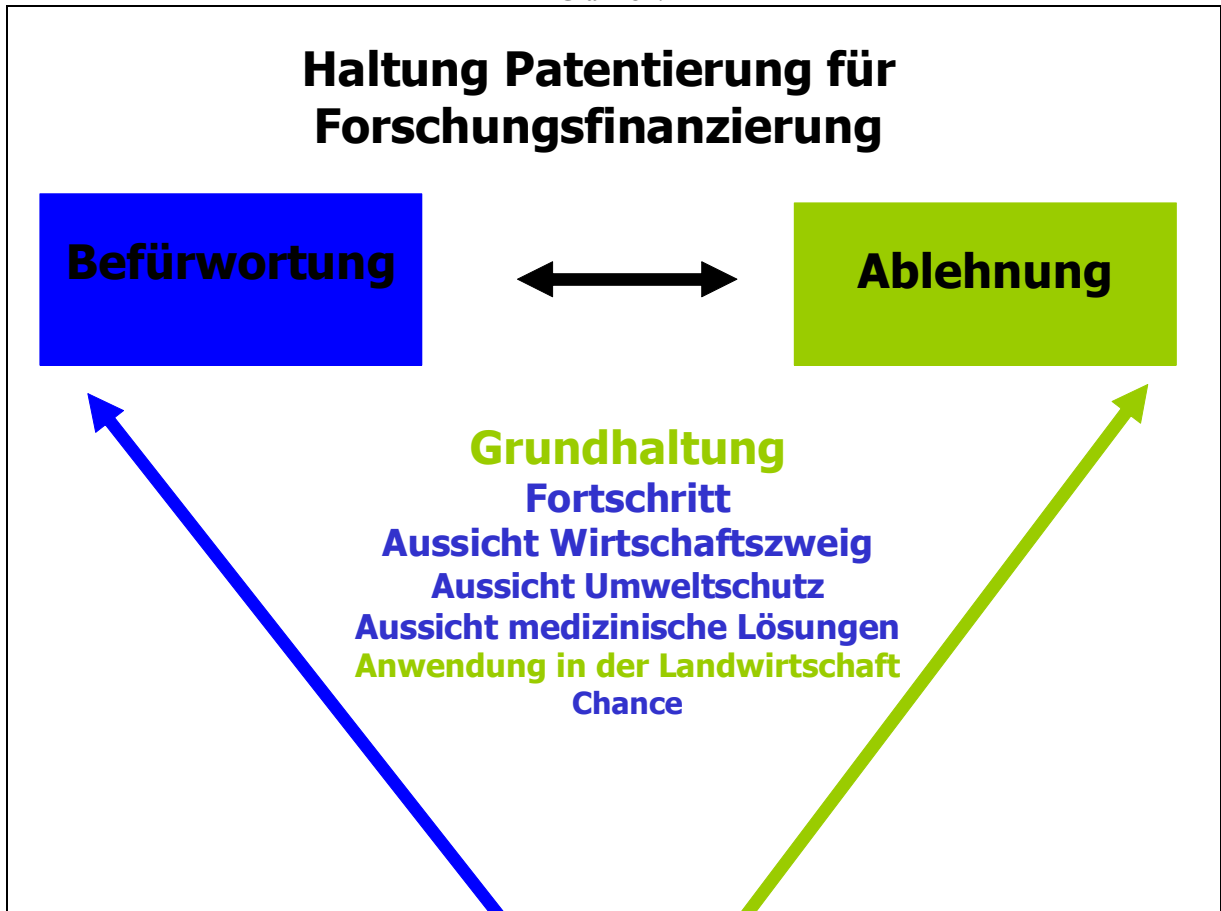 Haltung Patentierung für
Forschungsfinanzierung
Befürwortung
Ablehnung
Grundhaltung
Fortschritt
Aussicht Wirtschaftszweig
Aussicht Umweltschutz
Aussicht medizinische Lösungen
Anwendung in der Landwirtschaft
Chance